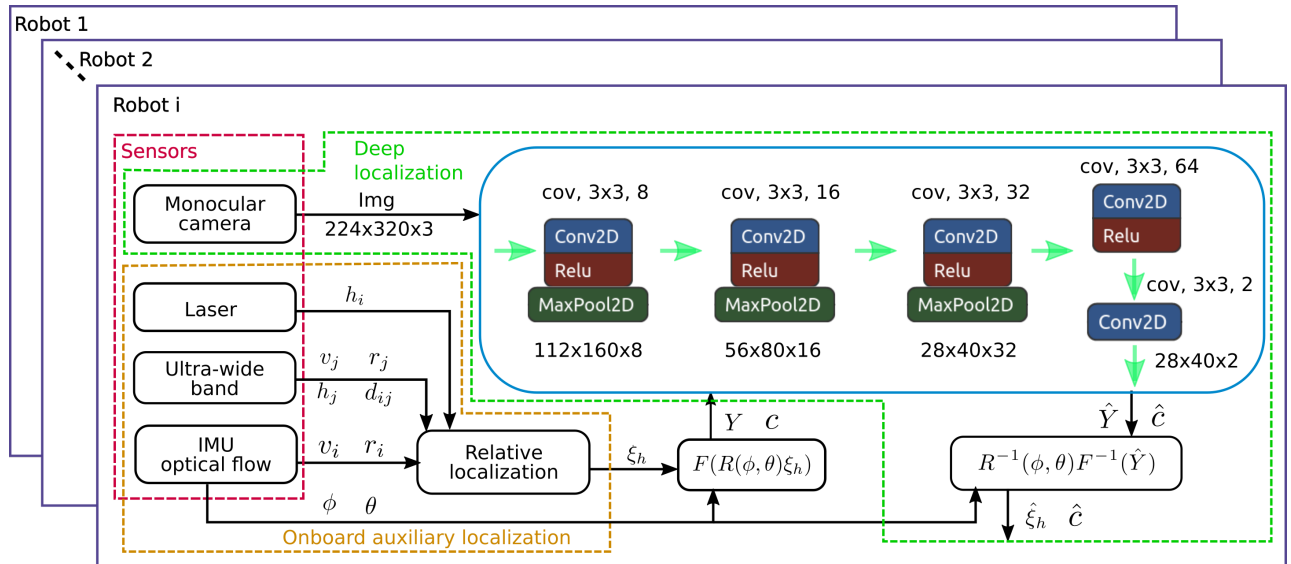 Robot 1
Robot 2
Robot i
Sensors
Deep
localization
Monocular
camera
Img
224x320x3
cov, 3x3, 8
Conv2D
Relu
MaxPool2D
112x160x8
cov, 3x3, 16
Conv2D
Relu
MaxPool2D
56x80x16
cov, 3x3, 32
Conv2D
Relu
MaxPool2D
28x40x32
cov, 3x3, 64
Conv2D
Relu
cov, 3x3, 2
Conv2D
28x40x2
Laser
h_i
Ultra-wide
band
v_j r_j
h_j d_{ij}
IMU
optical flow
v_i r_i
ϕ θ
Relative
localization
ξ_h
Y c
F(R(ϕ, θ)ξ_h)
Ŷ ĉ
R^{-1}(ϕ, θ)F^{-1}(Ŷ)
ξ̂_h ĉ
Onboard auxiliary localization